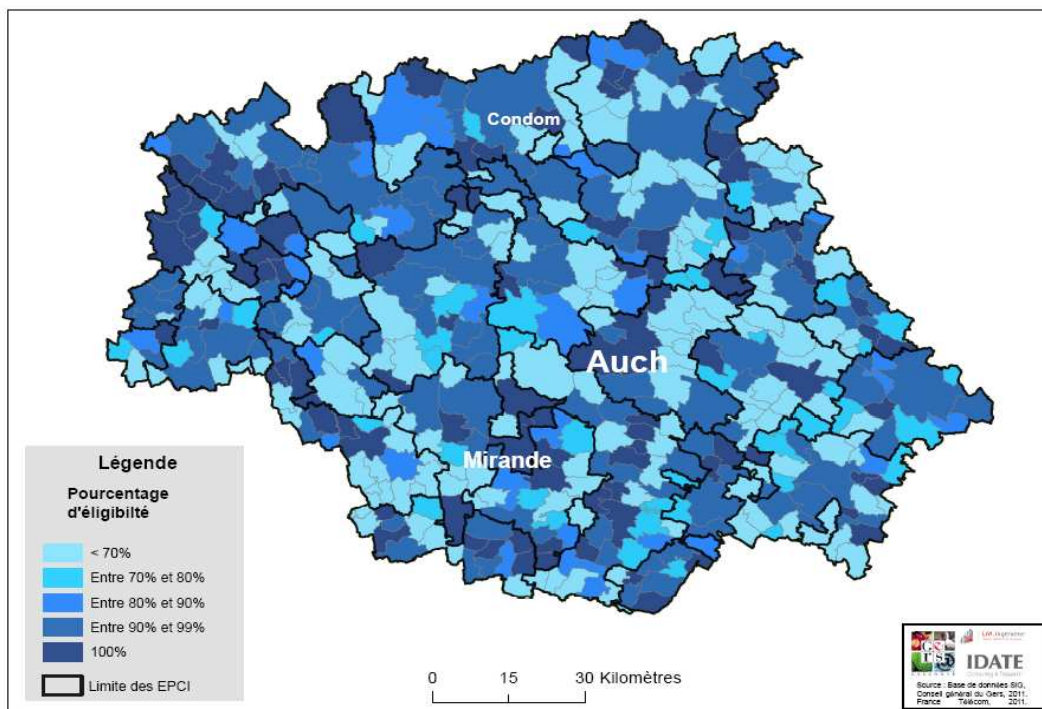 Condom
Auch
Mirande
Légende
Pourcentage
d'éligibilté
< 70%
Entre 70% et 80%
Entre 80% et 90%
Entre 90% et 99%
100%
Limite des EPCI
0 15 30 Kilomètres
IDATE
Source : Base de données SIG,
Conseil général du Gers, 2011.
France Télécom, 2011.